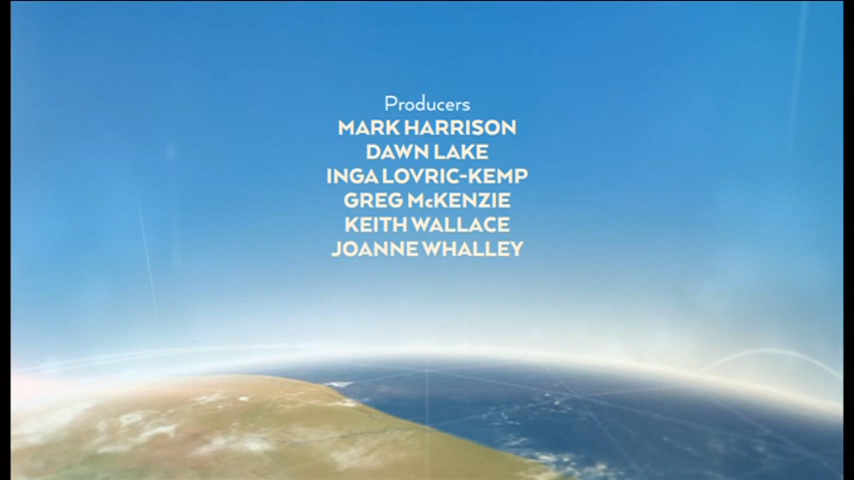 Producers
MARK HARRISON
DAWN LAKE
INGA LOVRIC-KEMP
GREG McKENZIE
KEITH WALLACE
JOANNE WHALLEY